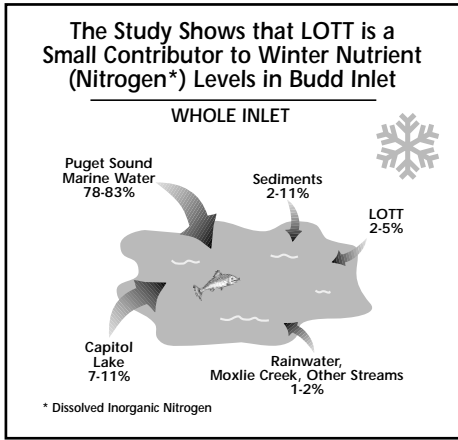 The Study Shows that LOTT is a
Small Contributor to Winter Nutrient
(Nitrogen*) Levels in Budd Inlet
WHOLE INLET
Puget Sound
Marine Water
78-83%
Sediments
2-11%
LOTT
2-5%
Capitol
Lake
7-11%
Rainwater,
Moxlie Creek, Other Streams
1-2%
* Dissolved Inorganic Nitrogen